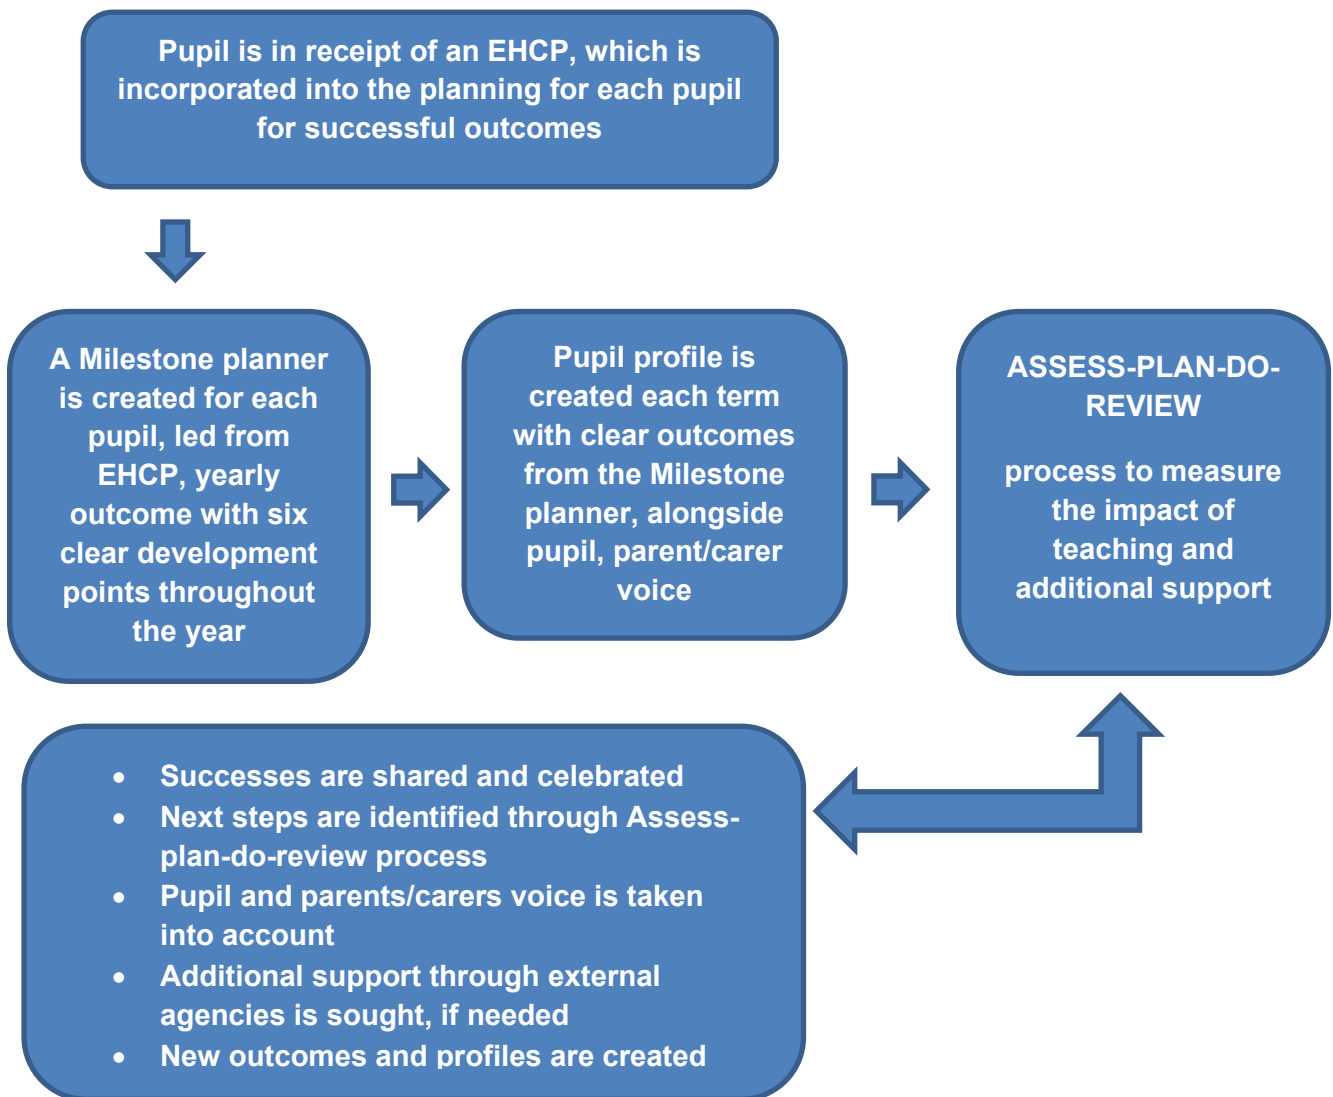 Pupil is in receipt of an EHCP, which is
incorporated into the planning for each pupil
for successful outcomes
A Milestone planner
is created for each
pupil, led from
EHCP, yearly
outcome with six
clear development
points throughout
the year
Pupil profile is
created each term
with clear outcomes
from the Milestone
planner, alongside
pupil, parent/carer
voice
ASSESS-PLAN-DO-
REVIEW
process to measure
the impact of
teaching and
additional support
• Successes are shared and celebrated
• Next steps are identified through Assess-
plan-do-review process
• Pupil and parents/carers voice is taken
into account
• Additional support through external
agencies is sought, if needed
• New outcomes and profiles are created